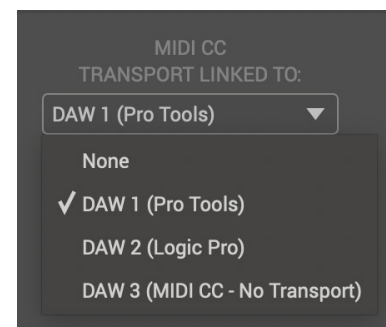 MIDI CC
TRANSPORT LINKED TO:
DAW 1 (Pro Tools)
None
DAW 1 (Pro Tools)
DAW 2 (Logic Pro)
DAW 3 (MIDI CC - No Transport)